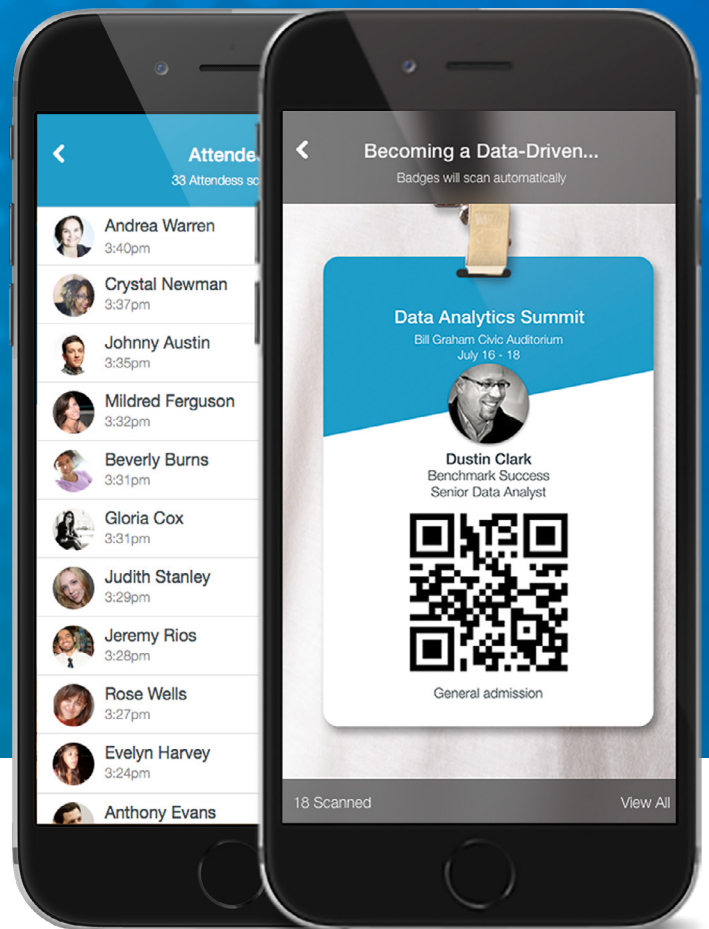 Attende
33 Attendess sc
Andrea Warren
3:40pm
Crystal Newman
3:37pm
Johnny Austin
3:35pm
Mildred Ferguson
3:32pm
Beverly Burns
3:31pm
Gloria Cox
3:31pm
Judith Stanley
3:29pm
Jeremy Rios
3:28pm
Rose Wells
3:27pm
Evelyn Harvey
3:24pm
Anthony Evans
Becoming a Data-Driven...
Badges will scan automatically
Data Analytics Summit
Bill Graham Civic Auditorium
July 16 - 18
Dustin Clark
Benchmark Success
Senior Data Analyst
General admission
18 Scanned
View All